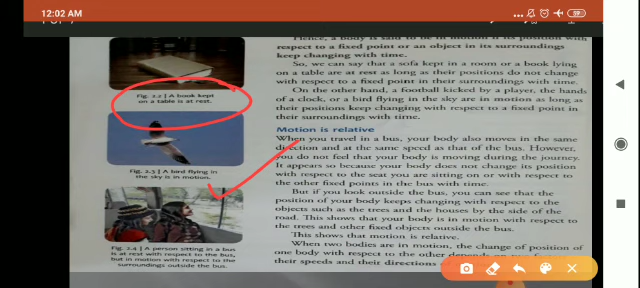 12:02 AM
59
Hence, a body is said to be in motion if its position with
respect to a fixed point or an object in its surroundings
keep changing with time.
So, we can say that a sofa kept in a room or a book lying
on a table are at rest as long as their positions do not change
with respect to a fixed point in their surroundings with time.
On the other hand, a football kicked by a player, the hands
of a clock, or a bird flying in the sky are in motion as long as
their positions keep changing with respect to a fixed point in
their surroundings with time.
Motion is relative
When you travel in a bus, your body also moves in the same
direction and at the same speed as that of the bus. However,
you do not feel that your body is moving during the journey.
It appears so because your body does not change its position
with respect to the seat you are sitting on or with respect to
the other fixed points in the bus with time.
But if you look outside the bus, you can see that the
position of your body keeps changing with respect to the
objects such as the trees and the houses by the side of the
road. This shows that your body is in motion with respect to
the trees and other fixed objects outside the bus.
This shows that motion is relative.
When two bodies are in motion, the change of position of
one body with respect to the other depends
their speeds and their directions
Fig. 2.2 | A book kept
on a table is at rest.
Fig. 2.3 | A bird flying in
the sky is in motion.
Fig. 2.4 | A person sitting in a bus
is at rest with respect to the bus,
but in motion with respect to the
surroundings outside the bus.